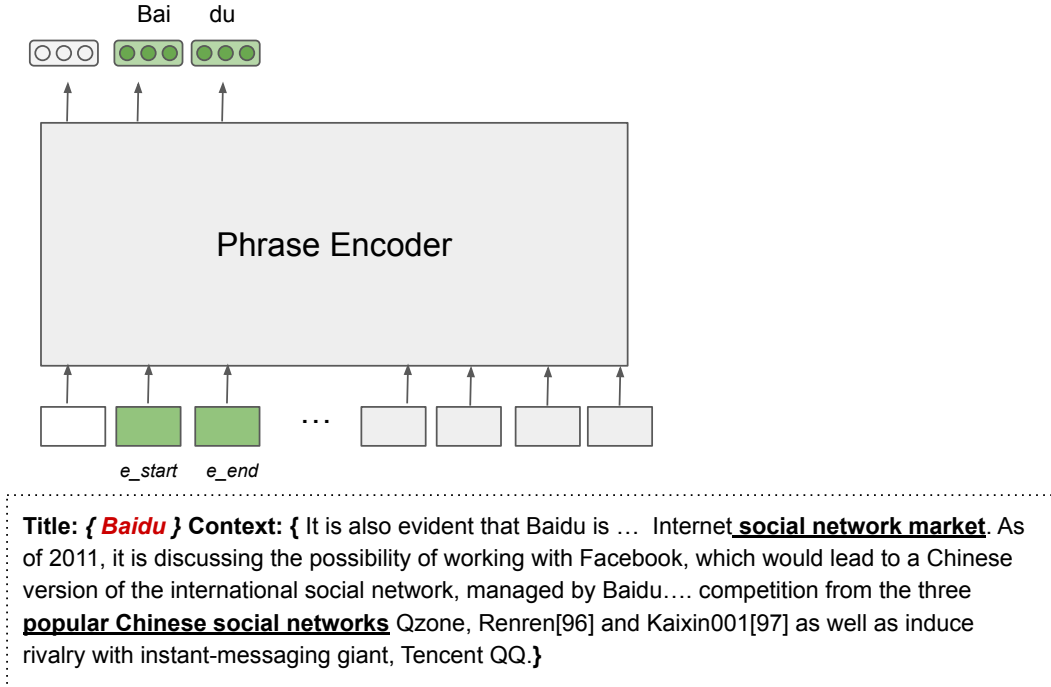 Bai du
Phrase Encoder
...
e_start e_end
Title: { Baidu } Context: { It is also evident that Baidu is … Internet social network market. As
of 2011, it is discussing the possibility of working with Facebook, which would lead to a Chinese
version of the international social network, managed by Baidu…. competition from the three
popular Chinese social networks Qzone, Renren[96] and Kaixin001[97] as well as induce
rivalry with instant-messaging giant, Tencent QQ.}